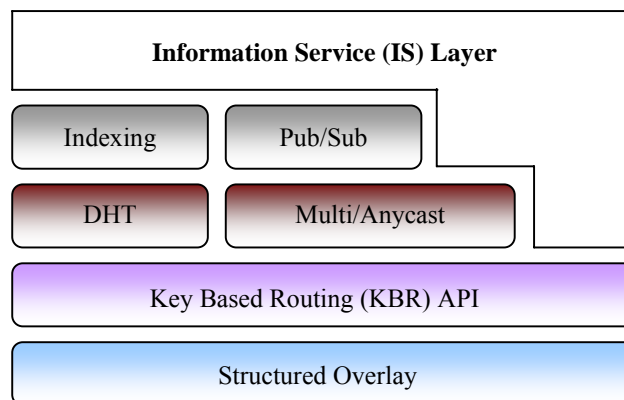 Information Service (IS) Layer
Indexing
Pub/Sub
DHT
Multi/Anycast
Key Based Routing (KBR) API
Structured Overlay